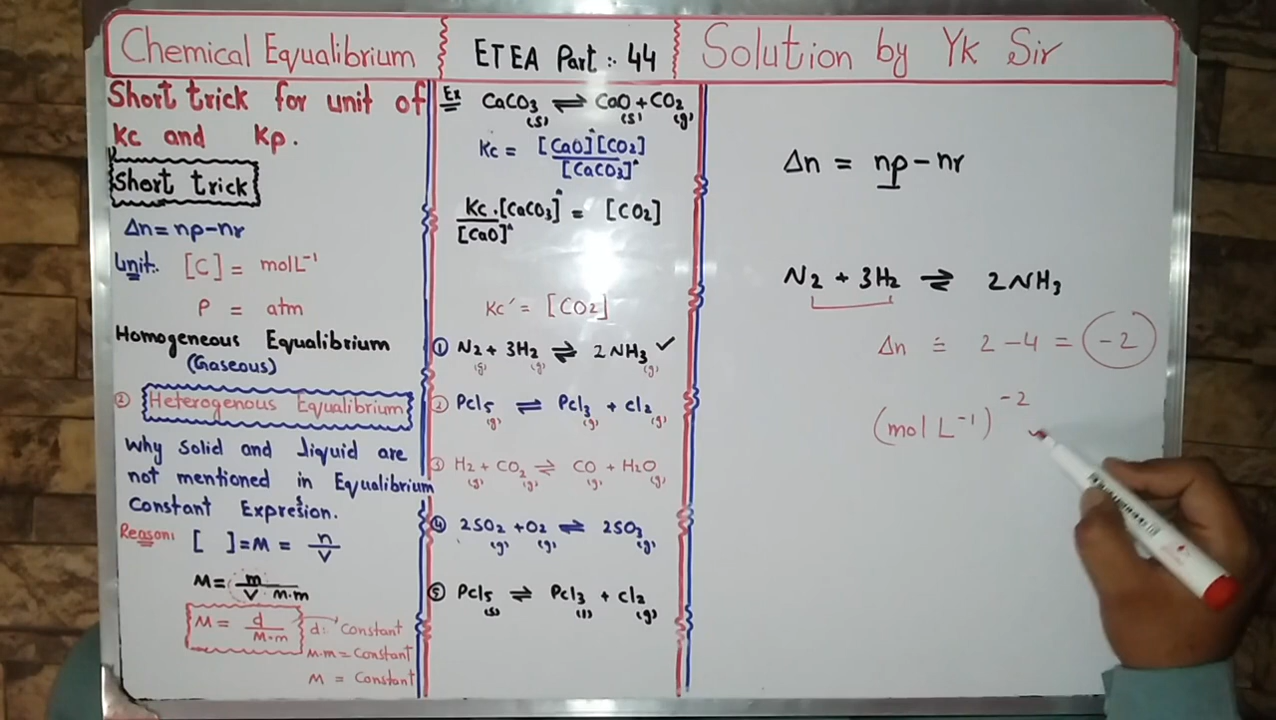 Chemical Equalibrium
ETEA Part :- 44
Solution by Yk Sir
Short trick for unit of
Kc and Kp.
Short trick
Δn = np - nr
Unit:. [C] = mol L⁻¹
P = atm
Homogeneous Equalibrium
(Gaseous)
② Heterogenous Equalibrium
why Solid and liquid are
not mentioned in Equalibrium
Constant Expresion.
Reason: [ ] = M = n/V
M = m/V M.m
M = d/M.m
d: Constant
M.m = Constant
M = Constant
Ex CaCO₃(s) ⇌ CaO(s) + CO₂(g)
Kc = [CaO][CO₂]/[CaCO₃]
Kc.[CaCO₃]/[CaO] = [CO₂]
Kc' = [CO₂]
① N₂(g) + 3H₂(g) ⇌ 2NH₃(g) ✓
② Pcl₅(g) ⇌ Pcl₃(g) + cl₂(g)
③ H₂(g) + CO₂(g) ⇌ CO(g) + H₂O(g)
④ 2SO₂(g) + O₂(g) ⇌ 2SO₃(g)
⑤ Pcl₅(s) ⇌ Pcl₃(l) + cl₂(g)
Δn = np - nr
N₂ + 3H₂ ⇌ 2NH₃
Δn = 2 - 4 = -2
(mol L⁻¹)⁻²